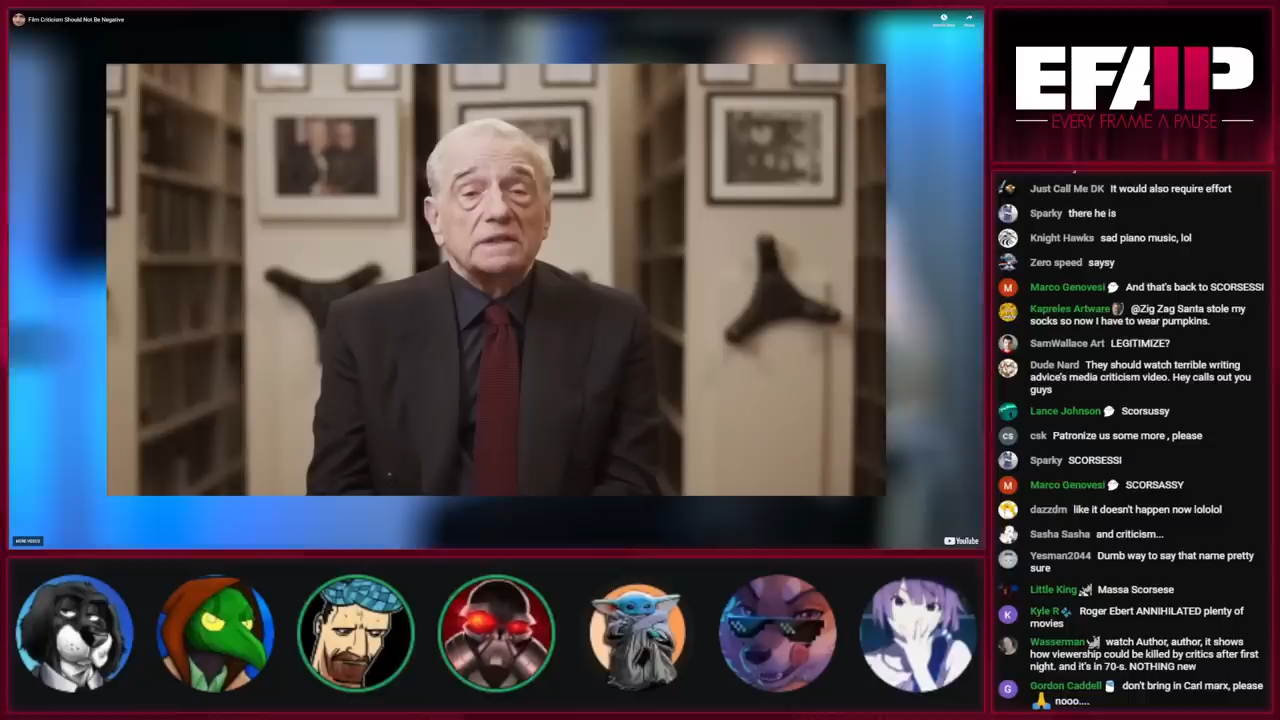 Film Criticism Should Not Be Negative
MORE VIDEOS
YouTube
EFAP
EVERY FRAME A PAUSE
Just Call Me DK It would also require effort
Sparky there he is
Knight Hawks sad piano music, lol
Zero speed saysy
Marco Genovesi And that's back to SCORSESSI
Kapreles Artware @Zig Zag Santa stole my
socks so now I have to wear pumpkins.
SamWallace Art LEGITIMIZE?
Dude Nard They should watch terrible writing
advice's media criticism video. Hey calls out you
guys
Lance Johnson Scorsussy
cs csk Patronize us some more , please
Sparky SCORSESSI
M Marco Genovesi SCORSASSY
dazzdm like it doesn't happen now lololol
Sasha Sasha and criticism...
Yesman2044 Dumb way to say that name pretty
sure
Little King Massa Scorsese
K Kyle R Roger Ebert ANNIHILATED plenty of
movies
Wasserman watch Author, author, it shows
how viewership could be killed by critics after first
night. and it's in 70-s. NOTHING new
G Gordon Caddell don't bring in Carl marx, please
nooo....